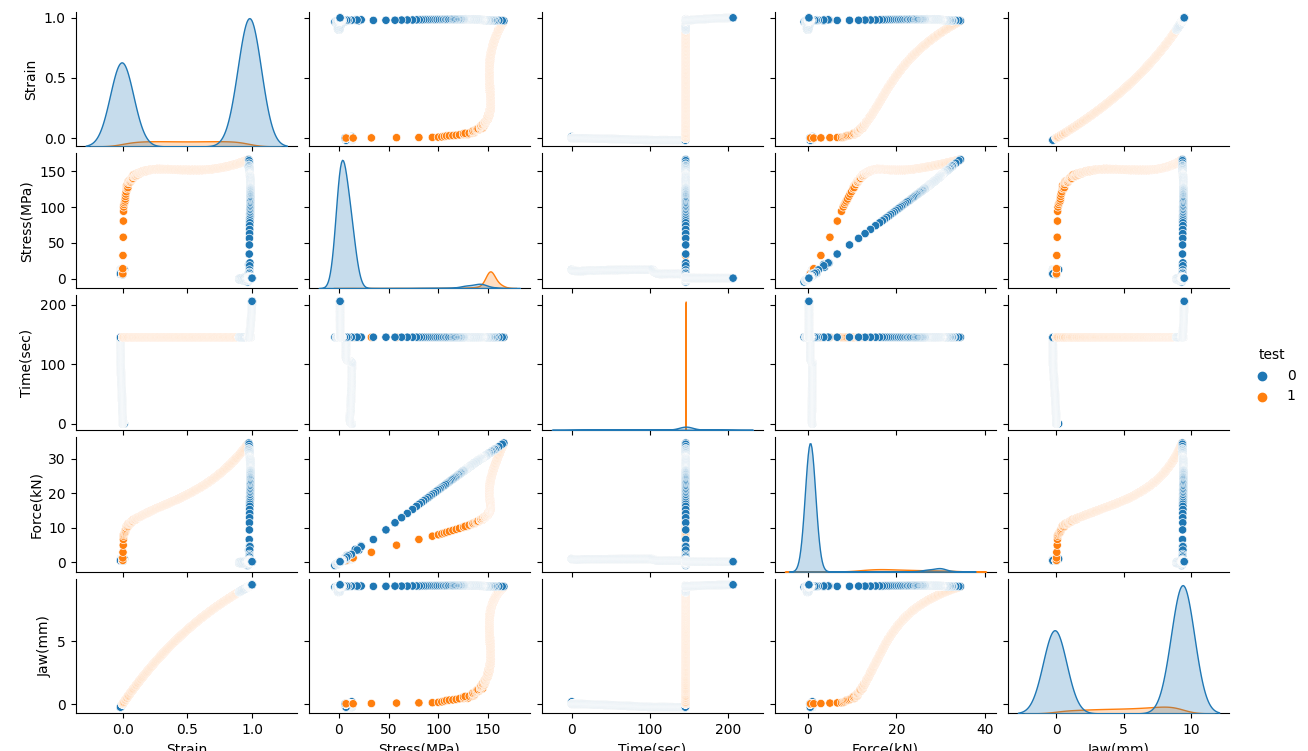 Strain
1.0
0.5
0.0
Stress(MPa)
150
100
50
0
Time(sec)
200
100
0
test
0
1
Force(kN)
30
20
10
0
Jaw(mm)
5
0
0.0 0.5 1.0
0 50 100 150
0 100 200
0 20 40
0 5 10
Strain
Stress(MPa)
Time(sec)
Force(kN)
Jaw(mm)